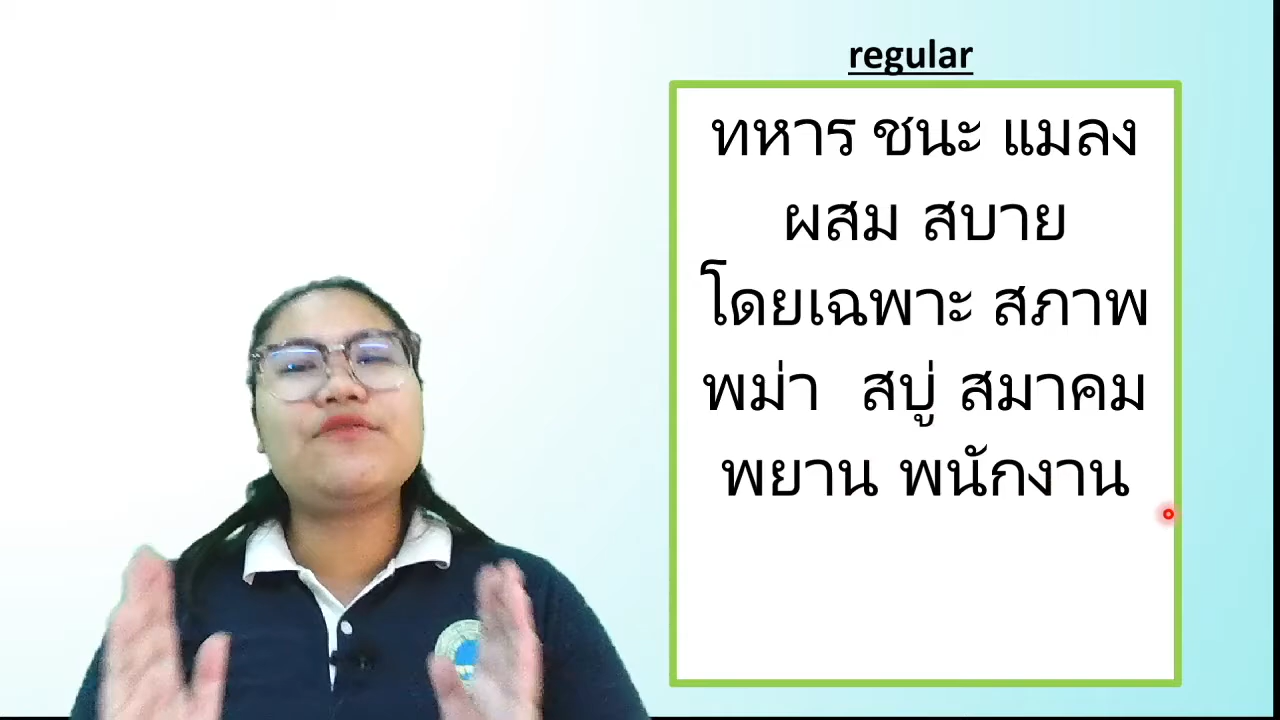 regular
ทหาร ชนะ แมลง
ผสม สบาย
โดยเฉพาะ สภาพ
พม่า สบู่ สมาคม
พยาน พนักงาน